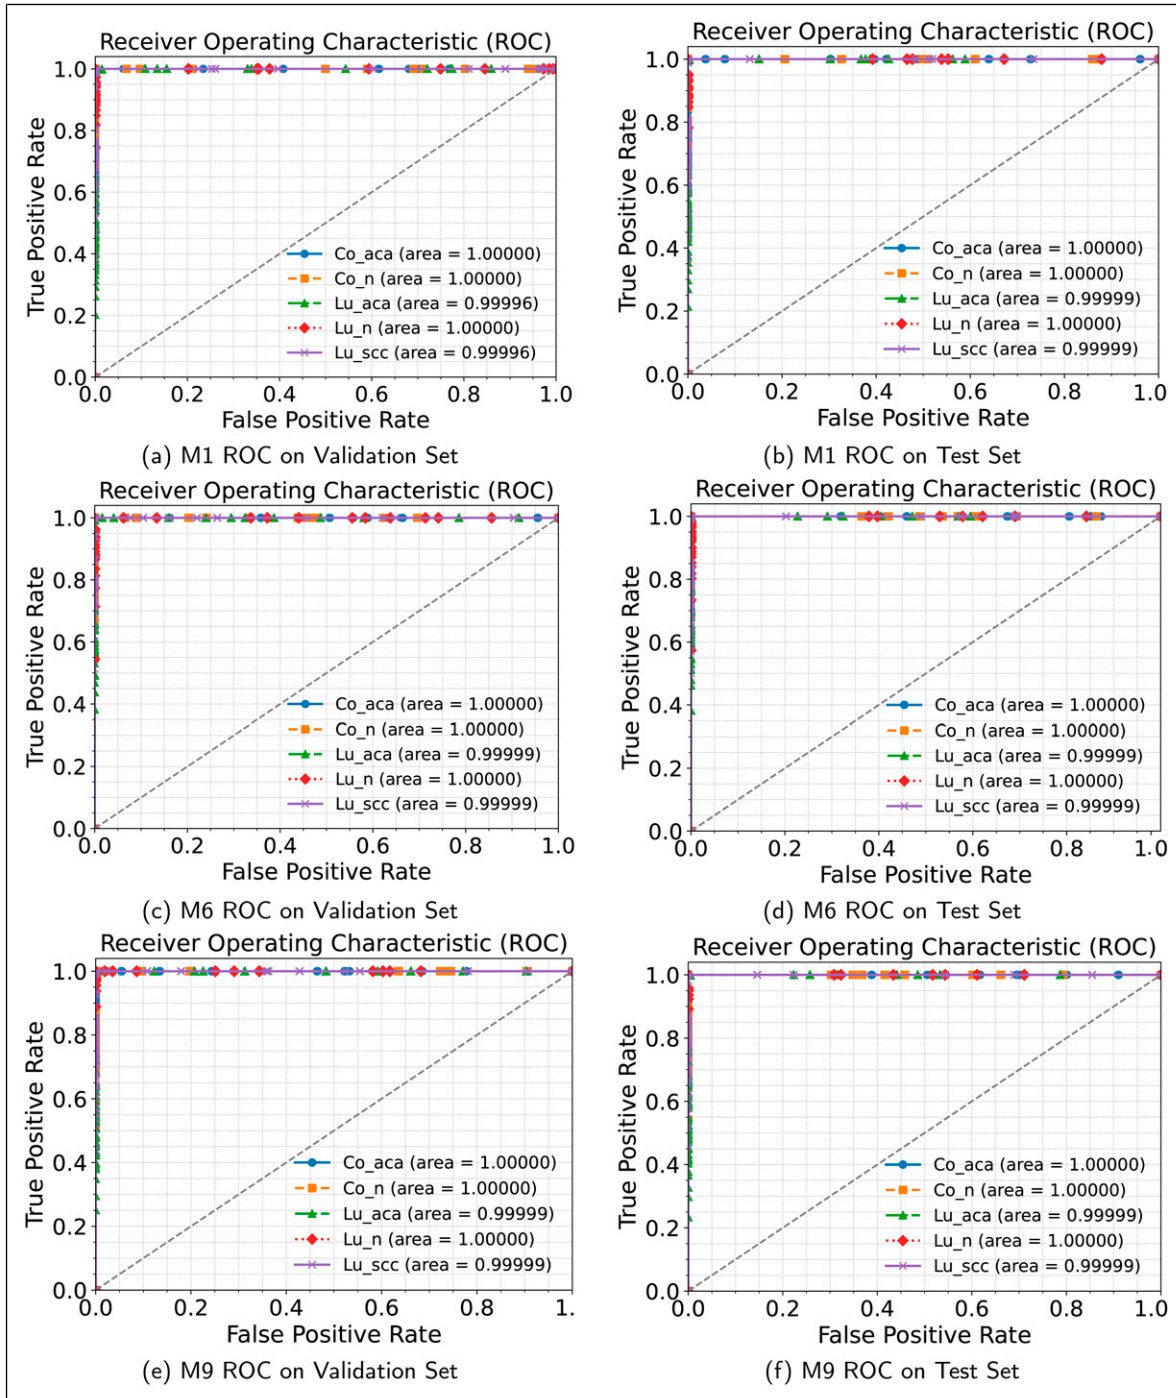 Receiver Operating Characteristic (ROC)
True Positive Rate
1.0
0.8
0.6
0.4
0.2
0.0
Co_aca (area = 1.00000)
Co_n (area = 1.00000)
Lu_aca (area = 0.99996)
Lu_n (area = 1.00000)
Lu_scc (area = 0.99996)
0.0 0.2 0.4 0.6 0.8 1.0
False Positive Rate
(a) M1 ROC on Validation Set
Receiver Operating Characteristic (ROC)
True Positive Rate
1.0
0.8
0.6
0.4
0.2
0.0
Co_aca (area = 1.00000)
Co_n (area = 1.00000)
Lu_aca (area = 0.99999)
Lu_n (area = 1.00000)
Lu_scc (area = 0.99999)
0.0 0.2 0.4 0.6 0.8 1.0
False Positive Rate
(b) M1 ROC on Test Set
Receiver Operating Characteristic (ROC)
True Positive Rate
1.0
0.8
0.6
0.4
0.2
0.0
Co_aca (area = 1.00000)
Co_n (area = 1.00000)
Lu_aca (area = 0.99999)
Lu_n (area = 1.00000)
Lu_scc (area = 0.99999)
0.0 0.2 0.4 0.6 0.8 1.0
False Positive Rate
(c) M6 ROC on Validation Set
Receiver Operating Characteristic (ROC)
True Positive Rate
1.0
0.8
0.6
0.4
0.2
0.0
Co_aca (area = 1.00000)
Co_n (area = 1.00000)
Lu_aca (area = 0.99999)
Lu_n (area = 1.00000)
Lu_scc (area = 0.99999)
0.0 0.2 0.4 0.6 0.8 1.0
False Positive Rate
(d) M6 ROC on Test Set
Receiver Operating Characteristic (ROC)
True Positive Rate
1.0
0.8
0.6
0.4
0.2
0.0
Co_aca (area = 1.00000)
Co_n (area = 1.00000)
Lu_aca (area = 0.99999)
Lu_n (area = 1.00000)
Lu_scc (area = 0.99999)
0.0 0.2 0.4 0.6 0.8 1.
False Positive Rate
(e) M9 ROC on Validation Set
Receiver Operating Characteristic (ROC)
True Positive Rate
1.0
0.8
0.6
0.4
0.2
0.0
Co_aca (area = 1.00000)
Co_n (area = 1.00000)
Lu_aca (area = 0.99999)
Lu_n (area = 1.00000)
Lu_scc (area = 0.99999)
0.0 0.2 0.4 0.6 0.8 1.0
False Positive Rate
(f) M9 ROC on Test Set